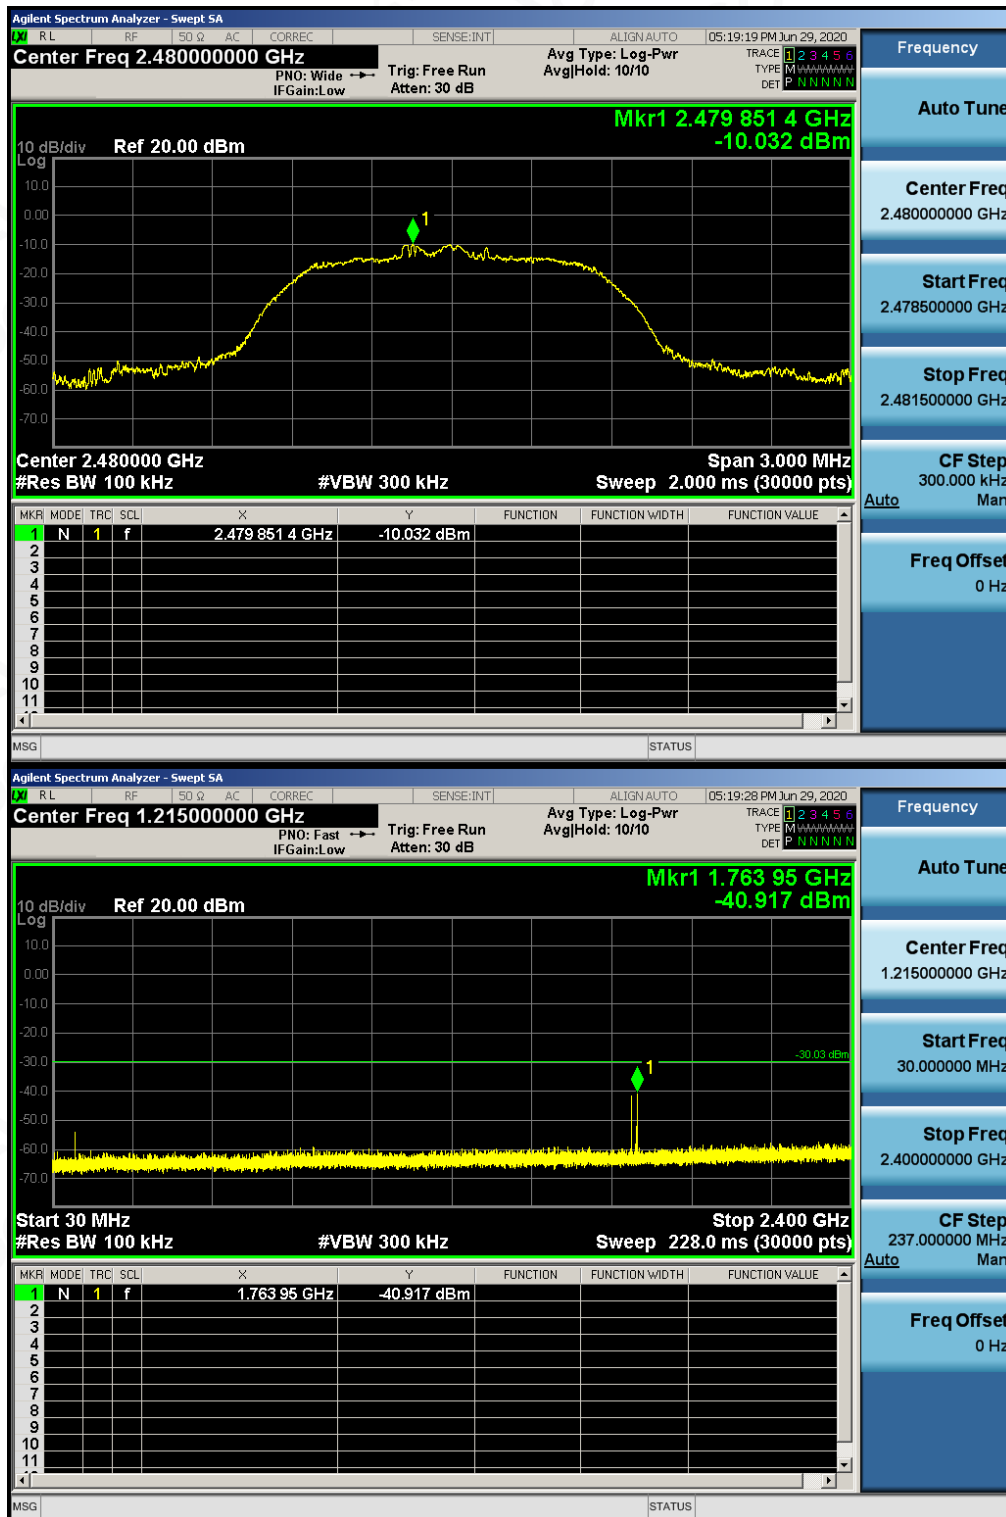 Agilent Spectrum Analyzer - Swept SA
LXI RL RF 50 Ω AC CORREC SENSE:INT ALIGN AUTO 05:19:19 PM Jun 29, 2020
Center Freq 2.480000000 GHz
PNO: Wide Trig: Free Run Avg Type: Log-Pwr TRACE 1 2 3 4 5 6
IFGain:Low Atten: 30 dB Avg|Hold: 10/10 TYPE M
DET P N N N N N
Frequency
Auto Tune
Mkr1 2.479 851 4 GHz
-10.032 dBm
10 dB/div Ref 20.00 dBm
Log
10.0
0.00
-10.0
-20.0
-30.0
-40.0
-50.0
-60.0
-70.0
1
Center Freq
2.480000000 GHz
Start Freq
2.478500000 GHz
Stop Freq
2.481500000 GHz
CF Step
300.000 kHz
Auto Man
Freq Offset
0 Hz
Center 2.480000 GHz Span 3.000 MHz
#Res BW 100 kHz #VBW 300 kHz Sweep 2.000 ms (30000 pts)
MKR MODE TRC SCL X Y FUNCTION FUNCTION WIDTH FUNCTION VALUE
1 N 1 f 2.479 851 4 GHz -10.032 dBm
2
3
4
5
6
7
8
9
10
11
MSG STATUS
Agilent Spectrum Analyzer - Swept SA
LXI RL RF 50 Ω AC CORREC SENSE:INT ALIGN AUTO 05:19:28 PM Jun 29, 2020
Center Freq 1.215000000 GHz
PNO: Fast Trig: Free Run Avg Type: Log-Pwr TRACE 1 2 3 4 5 6
IFGain:Low Atten: 30 dB Avg|Hold: 10/10 TYPE M
DET P N N N N N
Frequency
Auto Tune
Mkr1 1.763 95 GHz
-40.917 dBm
10 dB/div Ref 20.00 dBm
Log
10.0
0.00
-10.0
-20.0
-30.0
-40.0
-50.0
-60.0
-70.0
-30.03 dBm
1
Center Freq
1.215000000 GHz
Start Freq
30.000000 MHz
Stop Freq
2.400000000 GHz
CF Step
237.000000 MHz
Auto Man
Freq Offset
0 Hz
Start 30 MHz Stop 2.400 GHz
#Res BW 100 kHz #VBW 300 kHz Sweep 228.0 ms (30000 pts)
MKR MODE TRC SCL X Y FUNCTION FUNCTION WIDTH FUNCTION VALUE
1 N 1 f 1.763 95 GHz -40.917 dBm
2
3
4
5
6
7
8
9
10
11
MSG STATUS